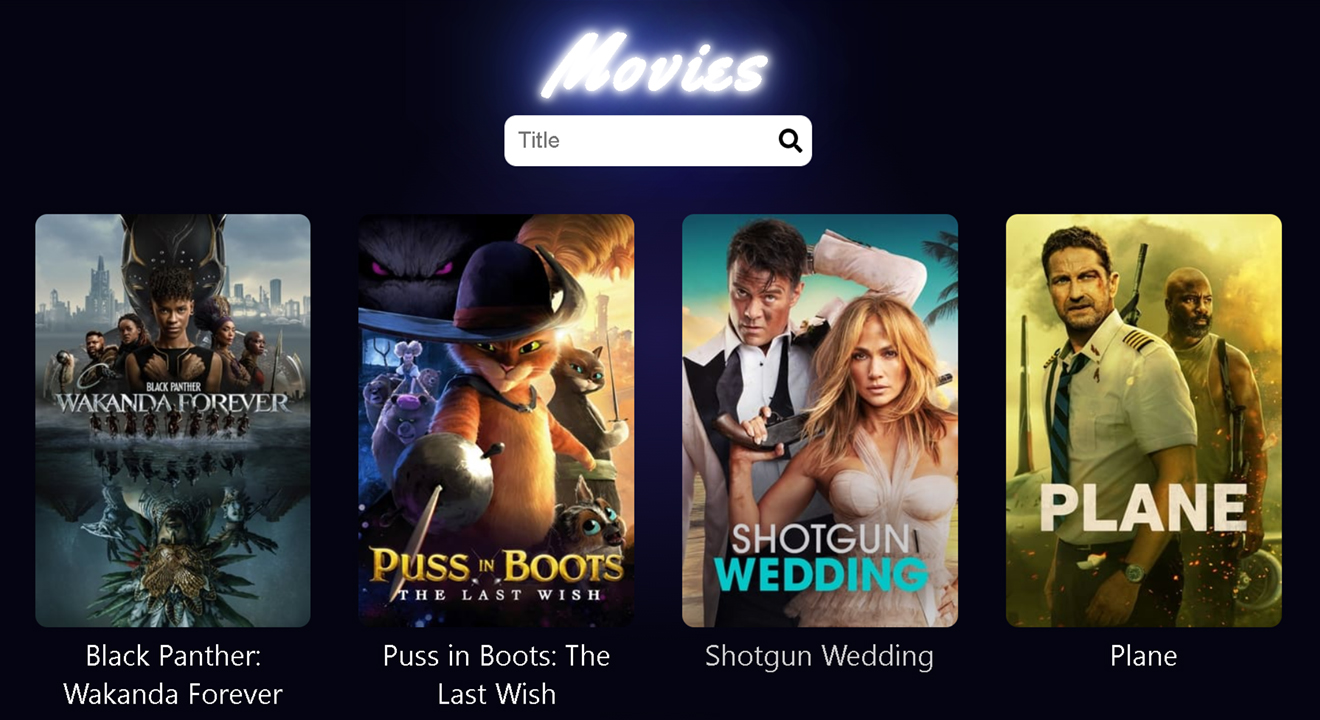 Movies
Title
BLACK PANTHER
WAKANDA FOREVER
PUSS IN BOOTS
THE LAST WISH
SHOTGUN
WEDDING
PLANE
Black Panther:
Wakanda Forever
Puss in Boots: The
Last Wish
Shotgun Wedding
Plane